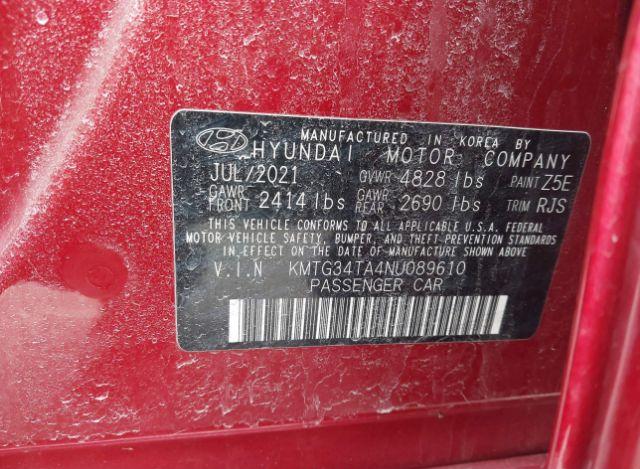 MANUFACTURED IN KOREA BY
HYUNDAI MOTOR COMPANY
JUL/2021 GVWR 4828 lbs PAINT Z5E
GAWR FRONT 2414 lbs GAWR REAR 2690 lbs TRIM RJS
THIS VEHICLE CONFORMS TO ALL APPLICABLE U.S.A. FEDERAL
MOTOR VEHICLE SAFETY, BUMPER, AND THEFT PREVENTION
STANDARDS IN EFFECT ON THE DATE OF MANUFACTURE SHOWN ABOVE.
V.I.N KMTG34TA4NU089610
PASSENGER CAR